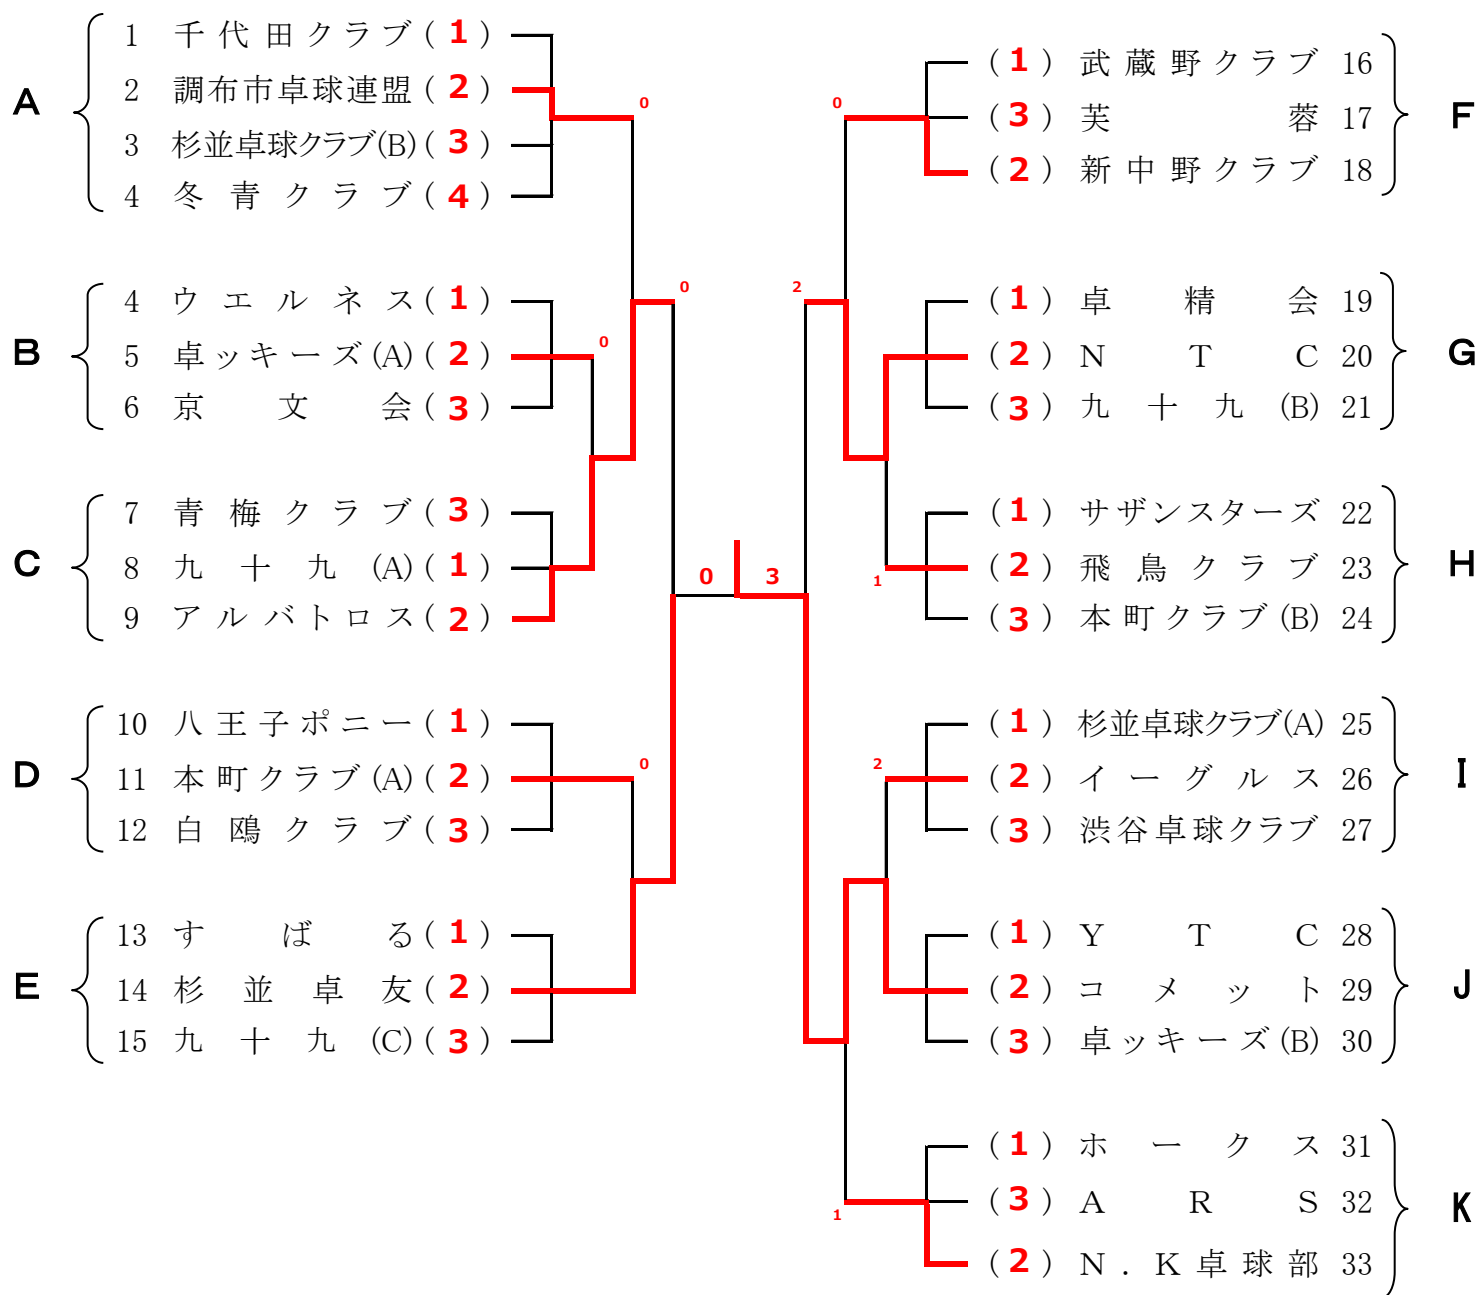 A
1 千代田クラブ ( 1 )
2 調布市卓球連盟 ( 2 )
3 杉並卓球クラブ(B) ( 3 )
4 冬青クラブ ( 4 )
B
4 ウエルネス ( 1 )
5 卓ッキーズ(A) ( 2 )
6 京文会 ( 3 )
C
7 青梅クラブ ( 3 )
8 九十九(A) ( 1 )
9 アルバトロス ( 2 )
D
10 八王子ポニー ( 1 )
11 本町クラブ(A) ( 2 )
12 白鴎クラブ ( 3 )
E
13 すばる ( 1 )
14 杉並卓友 ( 2 )
15 九十九(C) ( 3 )
0
0
0
0
0 3
0
2
1
2
1
( 1 ) 武蔵野クラブ 16
( 3 ) 芙蓉 17
( 2 ) 新中野クラブ 18
F
( 1 ) 卓精会 19
( 2 ) NTC 20
( 3 ) 九十九(B) 21
G
( 1 ) サザンスターズ 22
( 2 ) 飛鳥クラブ 23
( 3 ) 本町クラブ(B) 24
H
( 1 ) 杉並卓球クラブ(A) 25
( 2 ) イーグルス 26
( 3 ) 渋谷卓球クラブ 27
I
( 1 ) YTC 28
( 2 ) コメット 29
( 3 ) 卓ッキーズ(B) 30
J
( 1 ) ホークス 31
( 3 ) ARS 32
( 2 ) N.K卓球部 33
K